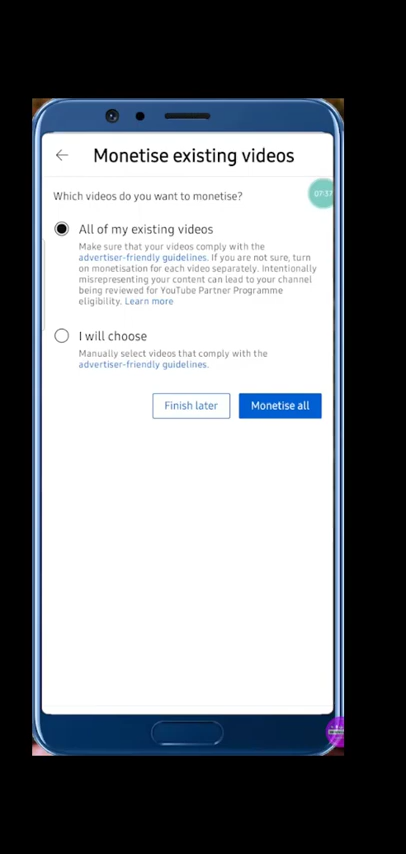 Monetise existing videos
Which videos do you want to monetise?
07:37
All of my existing videos
Make sure that your videos comply with the
advertiser-friendly guidelines. If you are not sure, turn
on monetisation for each video separately. Intentionally
misrepresenting your content can lead to your channel
being reviewed for YouTube Partner Programme
eligibility. Learn more
I will choose
Manually select videos that comply with the
advertiser-friendly guidelines.
Finish later
Monetise all